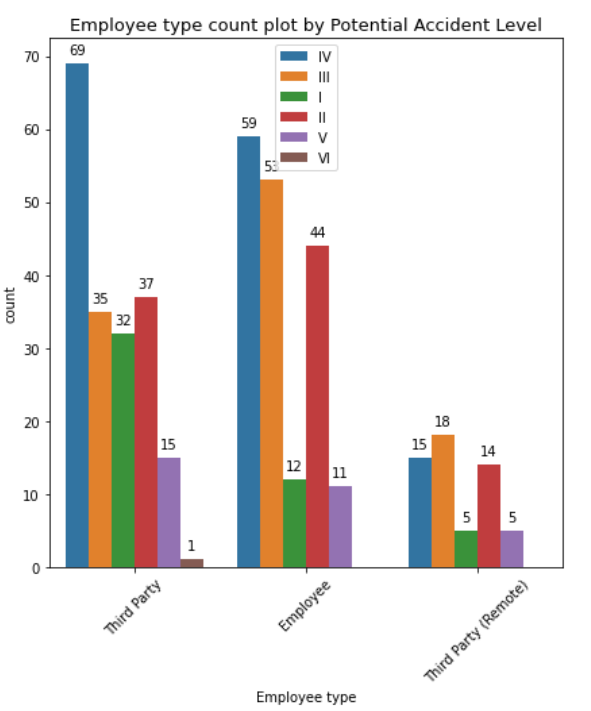 Employee type count plot by Potential Accident Level
70
60
50
40
30
20
10
0
count
69
35
32
37
15
1
59
53
12
44
11
15
18
5
14
5
IV
III
I
II
V
VI
Third Party
Employee
Third Party (Remote)
Employee type